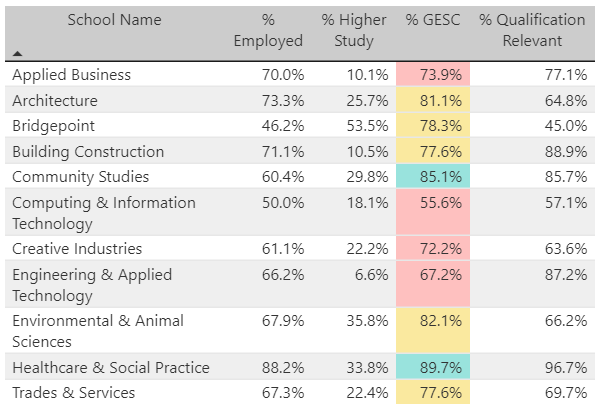 School Name % Employed % Higher Study % GESC % Qualification Relevant
Applied Business 70.0% 10.1% 73.9% 77.1%
Architecture 73.3% 25.7% 81.1% 64.8%
Bridgepoint 46.2% 53.5% 78.3% 45.0%
Building Construction 71.1% 10.5% 77.6% 88.9%
Community Studies 60.4% 29.8% 85.1% 85.7%
Computing & Information Technology 50.0% 18.1% 55.6% 57.1%
Creative Industries 61.1% 22.2% 72.2% 63.6%
Engineering & Applied Technology 66.2% 6.6% 67.2% 87.2%
Environmental & Animal Sciences 67.9% 35.8% 82.1% 66.2%
Healthcare & Social Practice 88.2% 33.8% 89.7% 96.7%
Trades & Services 67.3% 22.4% 77.6% 69.7%